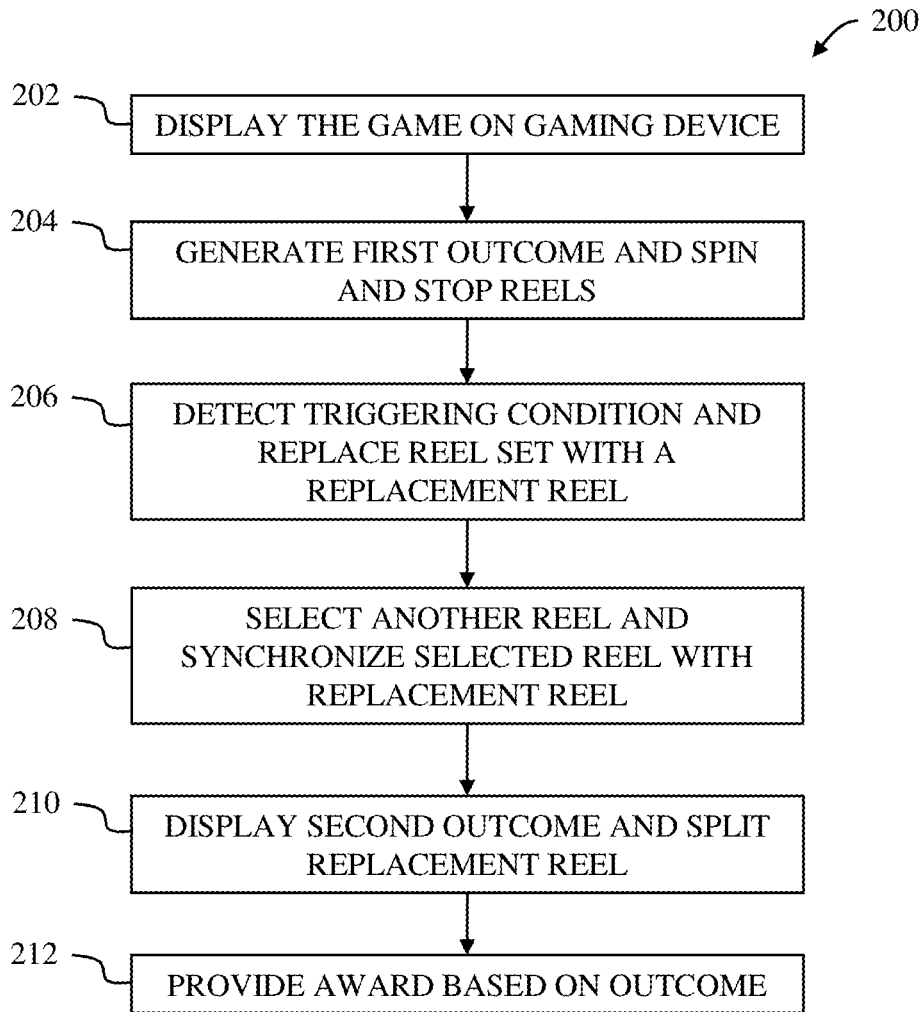 200
202
DISPLAY THE GAME ON GAMING DEVICE
204
GENERATE FIRST OUTCOME AND SPIN
AND STOP REELS
206
DETECT TRIGGERING CONDITION AND
REPLACE REEL SET WITH A
REPLACEMENT REEL
208
SELECT ANOTHER REEL AND
SYNCHRONIZE SELECTED REEL WITH
REPLACEMENT REEL
210
DISPLAY SECOND OUTCOME AND SPLIT
REPLACEMENT REEL
212
PROVIDE AWARD BASED ON OUTCOME